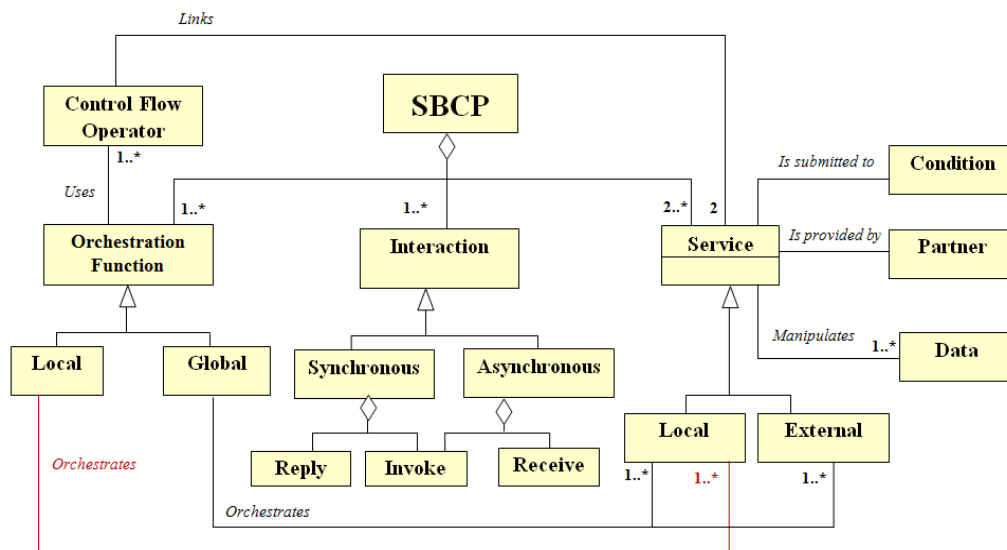 Links
SBCP
Control Flow
Operator
1..*
Uses
1..*
1..*
2..*
2
Is submitted to
Condition
Orchestration
Function
Interaction
Service
Is provided by
Partner
Manipulates
1..*
Data
Local
Global
Synchronous
Asynchronous
Local
External
Reply
Invoke
Receive
Orchestrates
1..*
1..*
1..*
Orchestrates